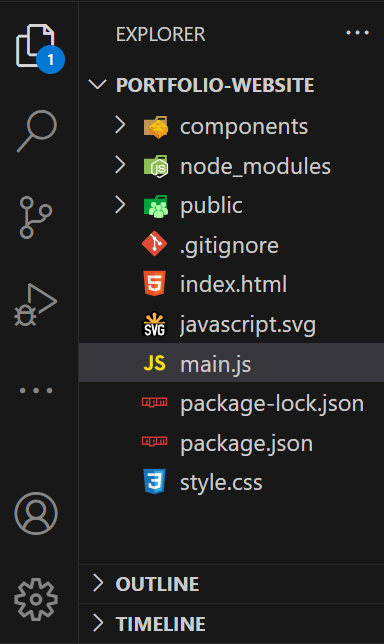 EXPLORER
1
PORTFOLIO-WEBSITE
components
node_modules
public
.gitignore
index.html
SVG
javascript.svg
JS
main.js
package-lock.json
package.json
style.css
OUTLINE
TIMELINE